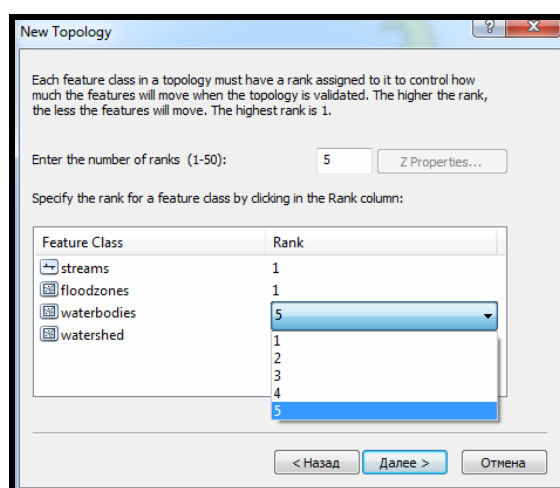 New Topology
Each feature class in a topology must have a rank assigned to it to control how
much the features will move when the topology is validated. The higher the rank,
the less the features will move. The highest rank is 1.
Enter the number of ranks (1-50): 5 Z Properties...
Specify the rank for a feature class by clicking in the Rank column:
Feature Class Rank
streams 1
floodzones 1
waterbodies 5
watershed
1
2
3
4
5
< Назад Далее > Отмена